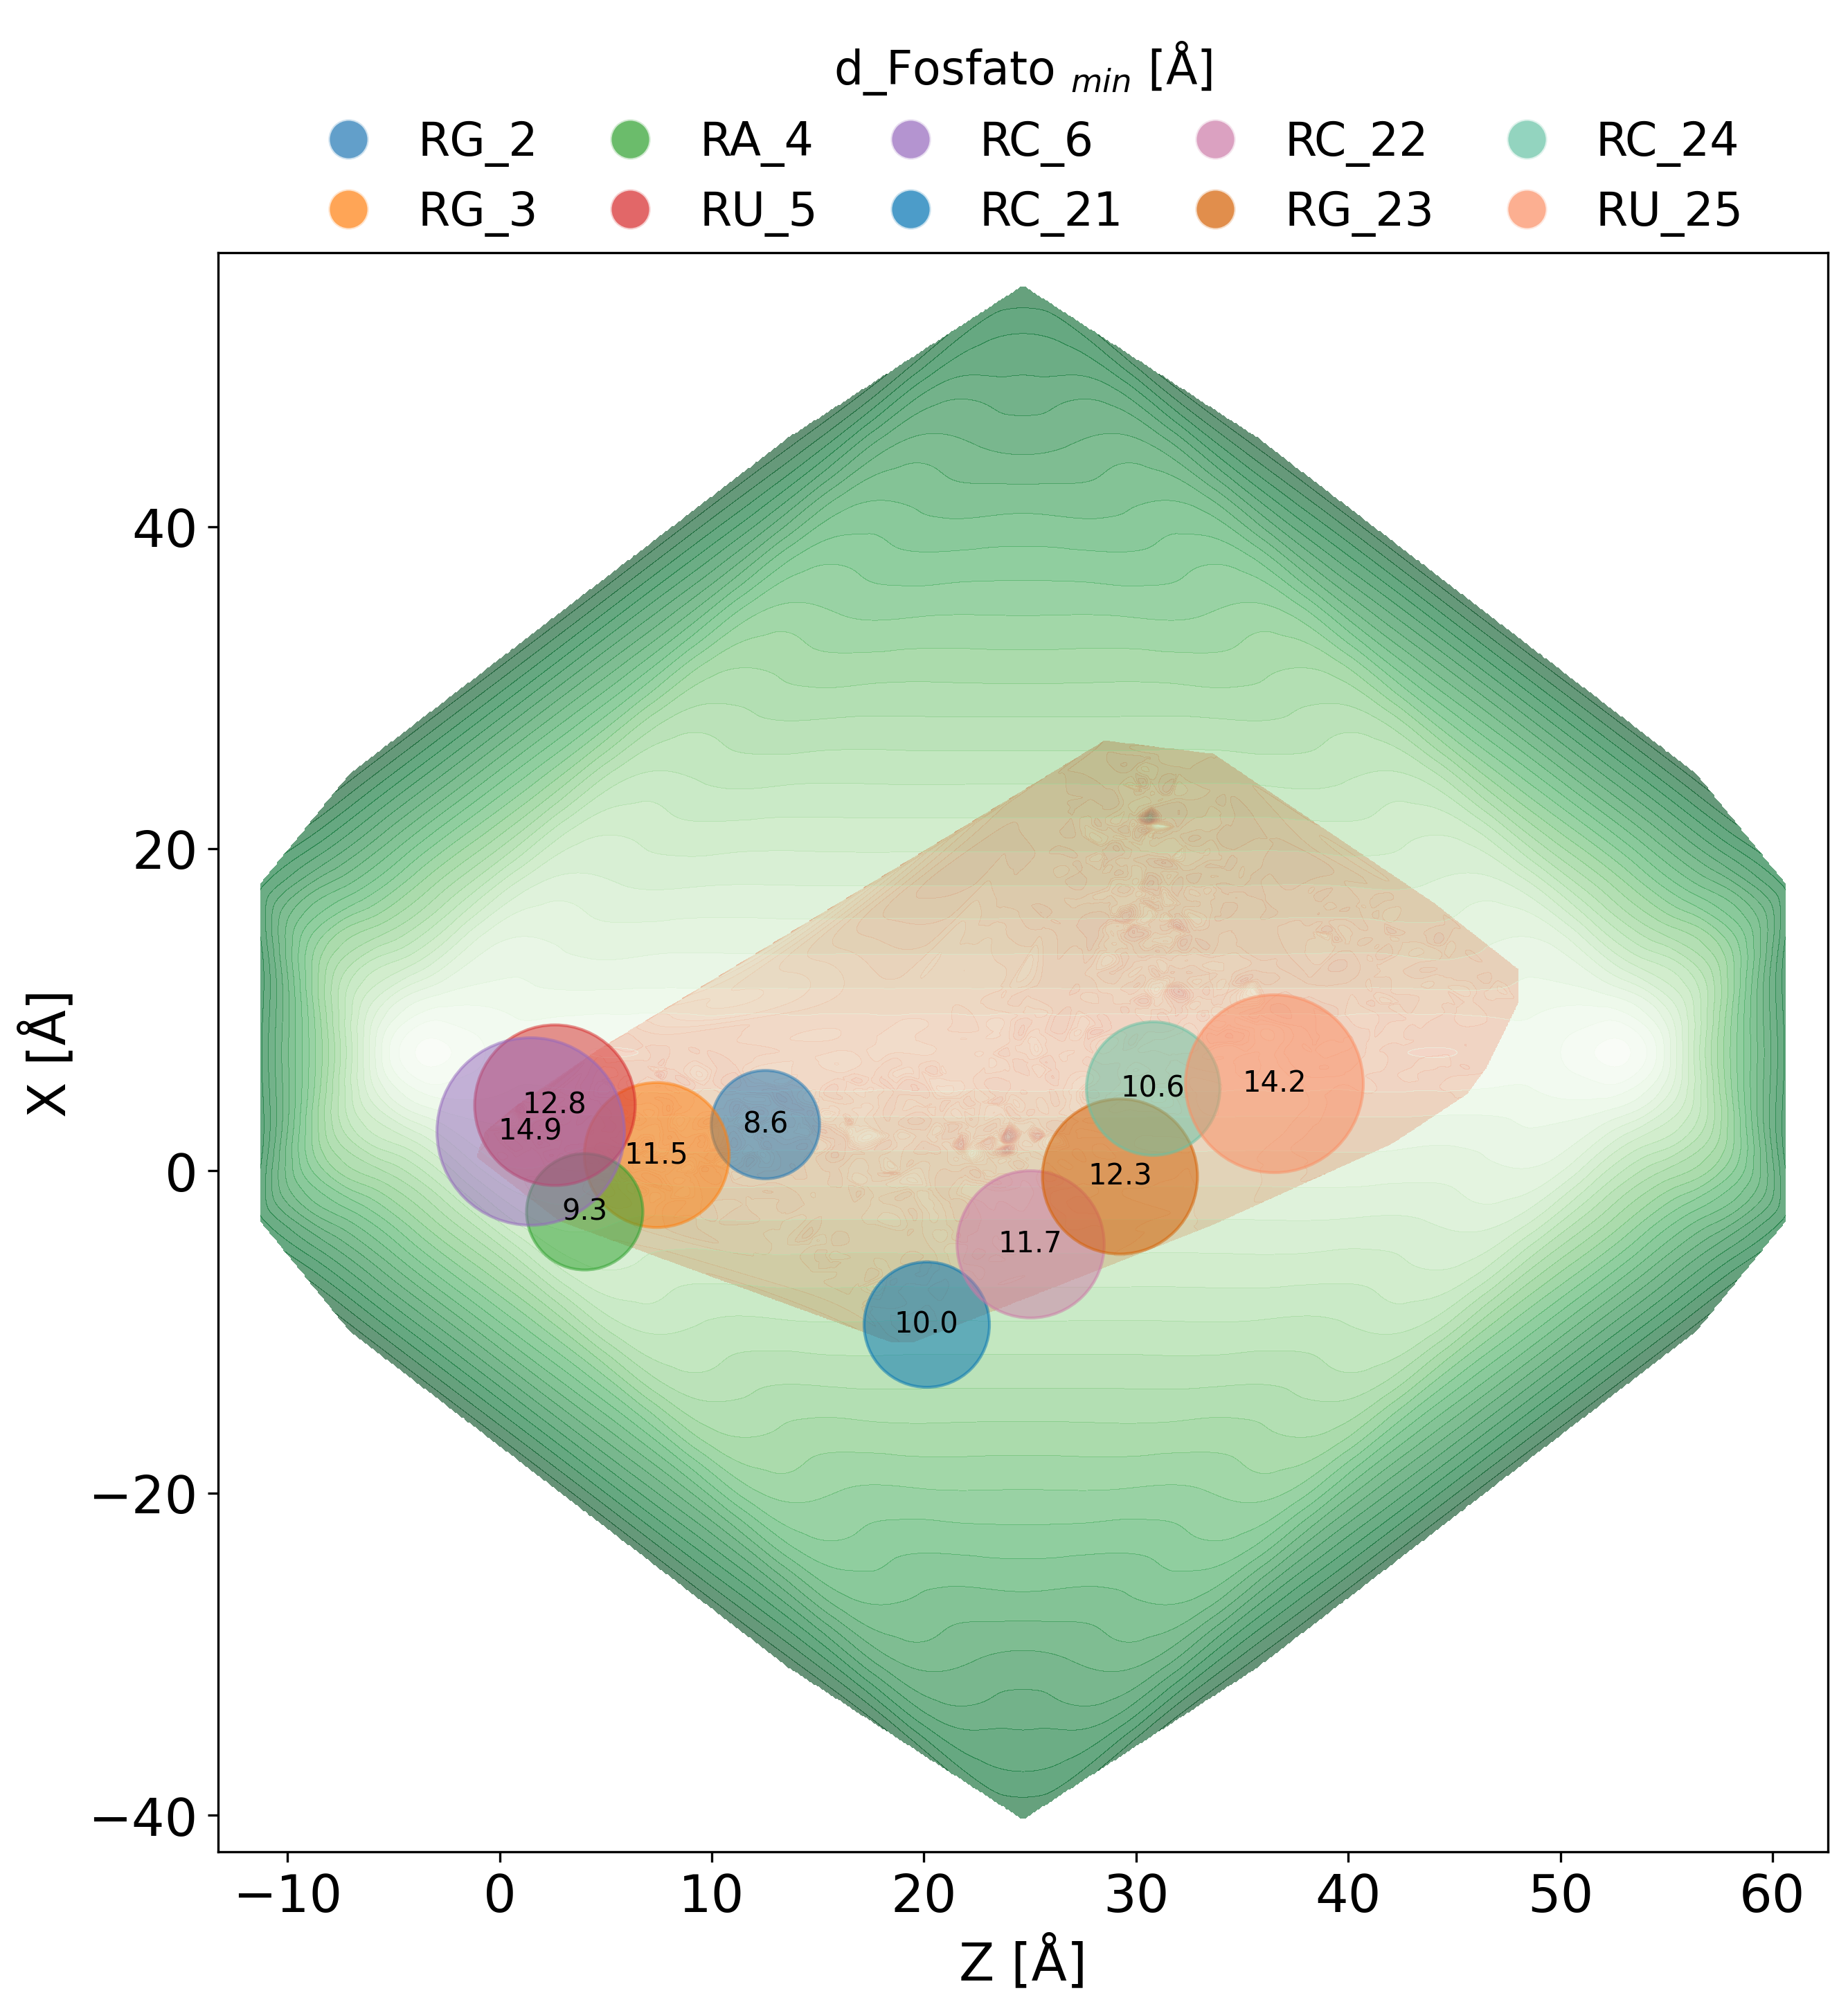 d_Fosfato min [Å]
RG_2 RA_4 RC_6 RC_22 RC_24
RG_3 RU_5 RC_21 RG_23 RU_25
X [Å]
40
20
0
−20
−40
12.8
14.9
11.5
8.6
9.3
10.0
11.7
12.3
10.6
14.2
−10 0 10 20 30 40 50 60
Z [Å]